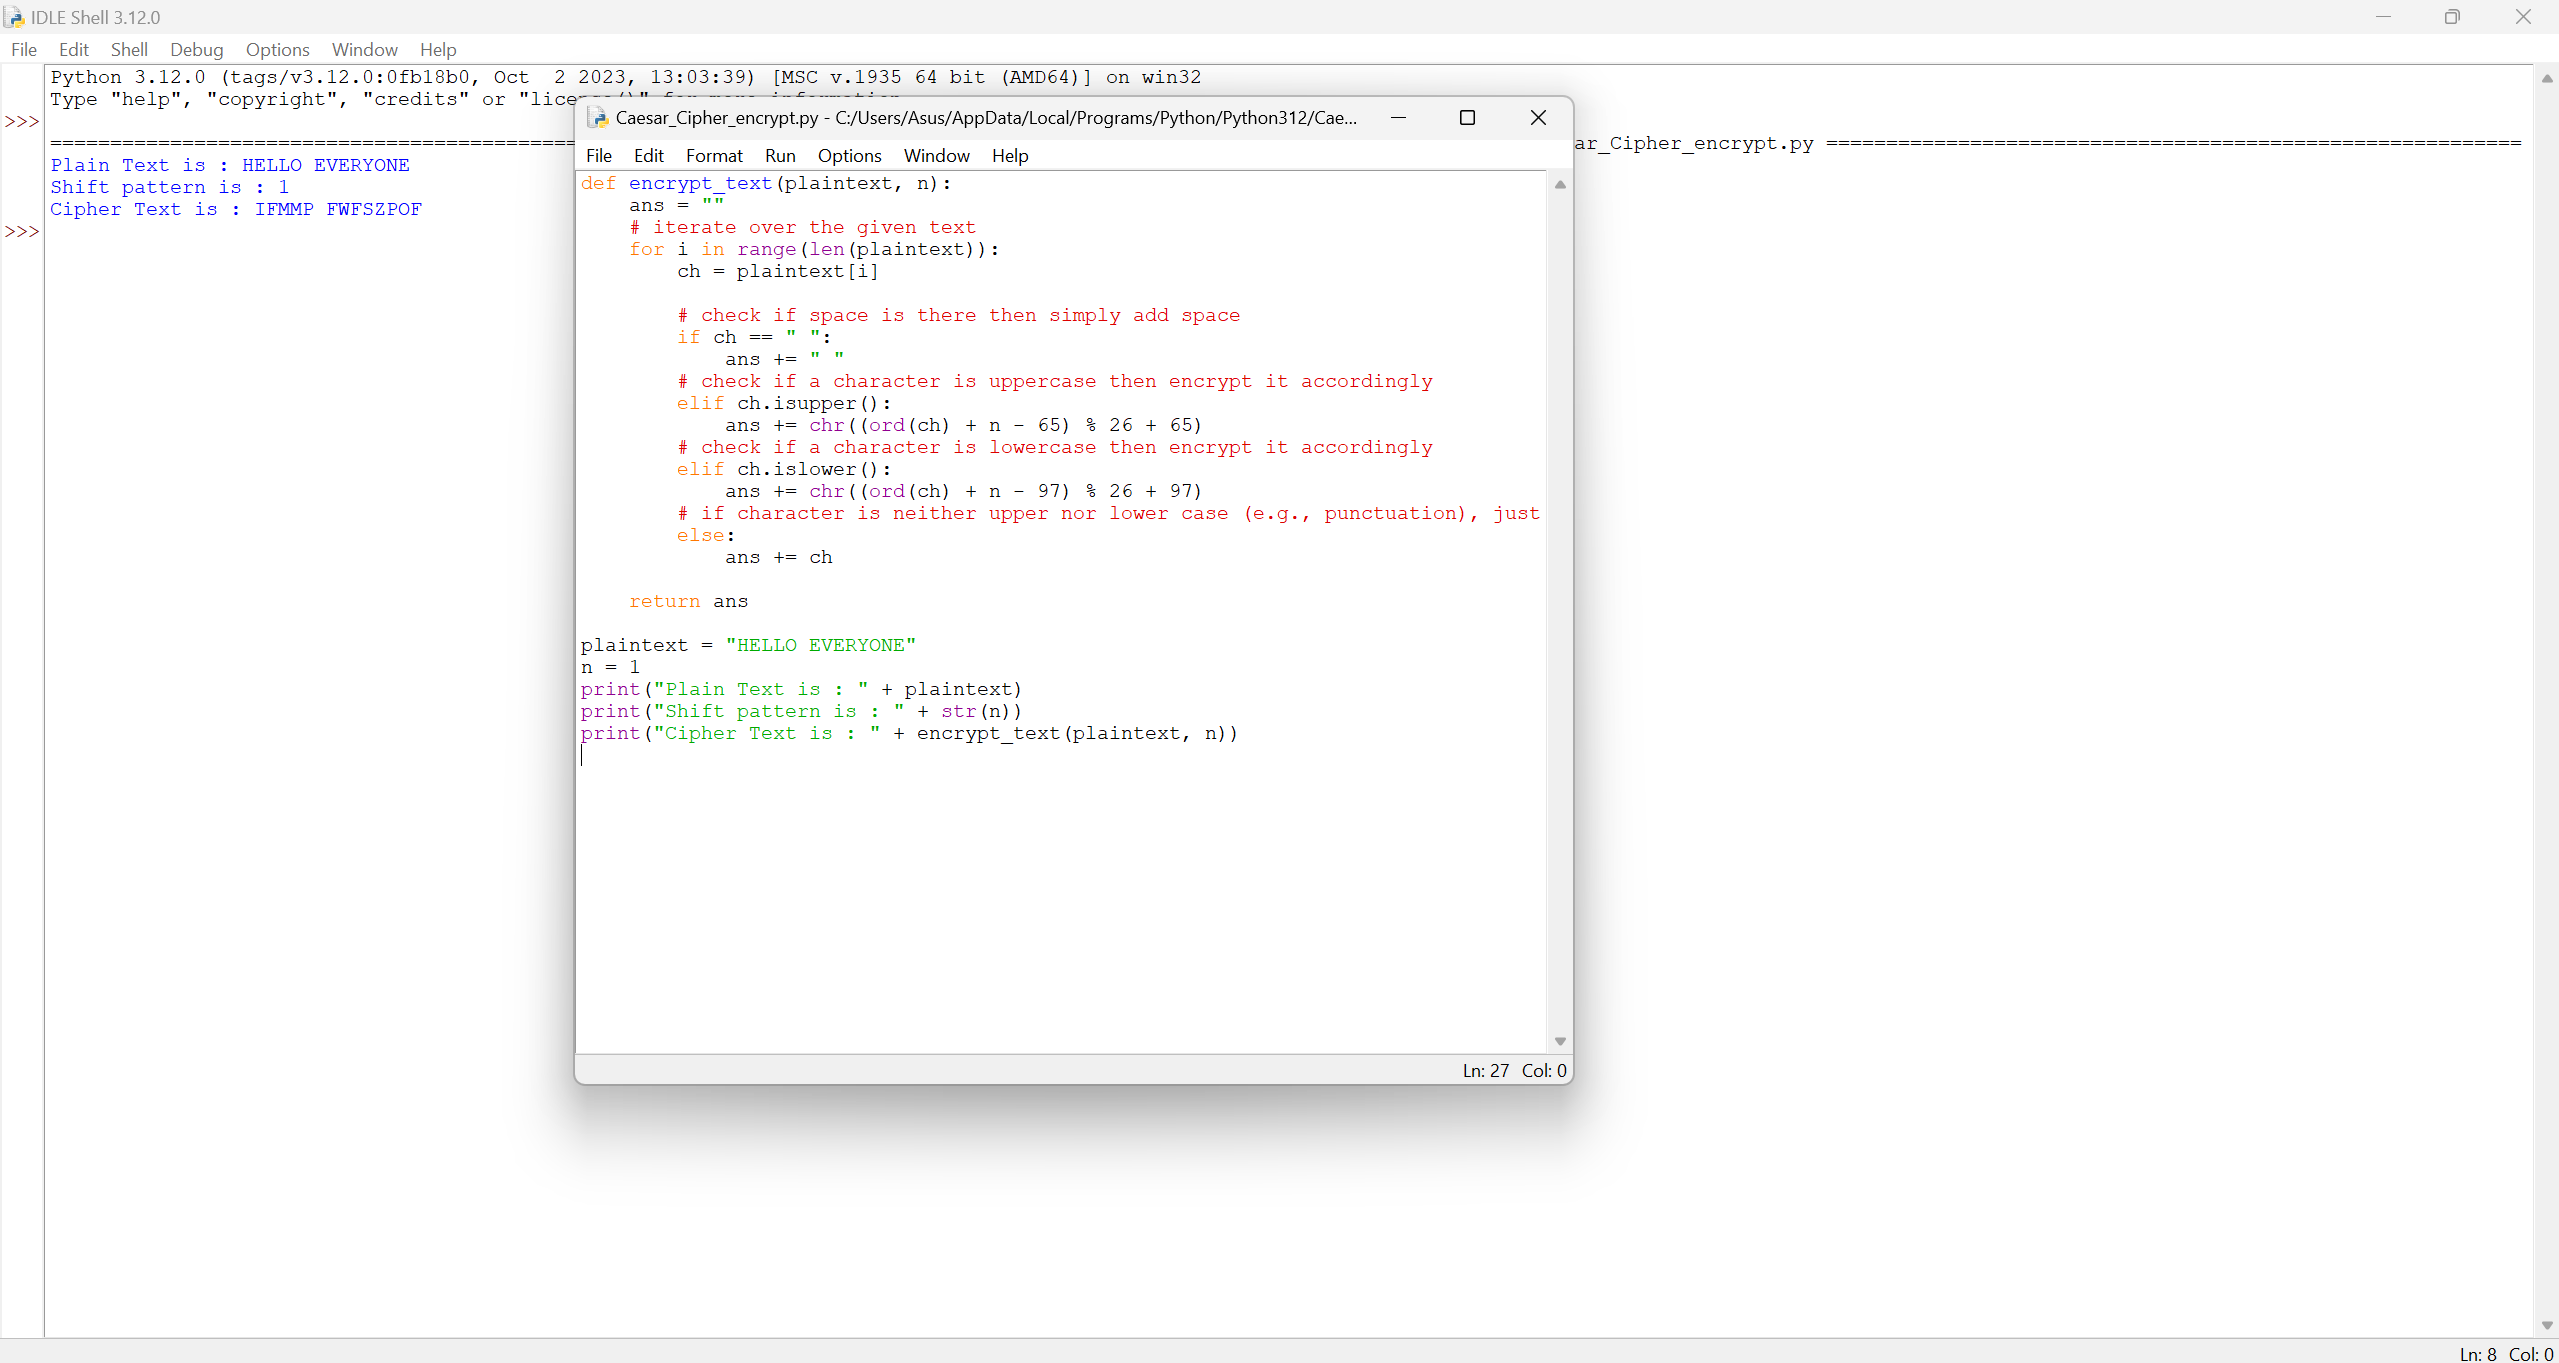 IDLE Shell 3.12.0
File Edit Shell Debug Options Window Help
Python 3.12.0 (tags/v3.12.0:0fb18b0, Oct  2 2023, 13:03:39) [MSC v.1935 64 bit (AMD64)] on win32
Type "help", "copyright", "credits" or
>>>
======================================== ar_Cipher_encrypt.py ==========================================================
Plain Text is : HELLO EVERYONE
Shift pattern is : 1
Cipher Text is : IFMMP FWFSZPOF
>>>
Caesar_Cipher_encrypt.py - C:/Users/Asus/AppData/Local/Programs/Python/Python312/Cae...
File Edit Format Run Options Window Help
def encrypt_text(plaintext, n):
    ans = ""
    # iterate over the given text
    for i in range(len(plaintext)):
        ch = plaintext[i]
        # check if space is there then simply add space
        if ch == " ":
            ans += " "
        # check if a character is uppercase then encrypt it accordingly
        elif ch.isupper():
            ans += chr((ord(ch) + n - 65) % 26 + 65)
        # check if a character is lowercase then encrypt it accordingly
        elif ch.islower():
            ans += chr((ord(ch) + n - 97) % 26 + 97)
        # if character is neither upper nor lower case (e.g., punctuation), just
        else:
            ans += ch
    return ans
plaintext = "HELLO EVERYONE"
n = 1
print("Plain Text is : " + plaintext)
print("Shift pattern is : " + str(n))
print("Cipher Text is : " + encrypt_text(plaintext, n))
Ln: 27 Col: 0
Ln: 8 Col: 0